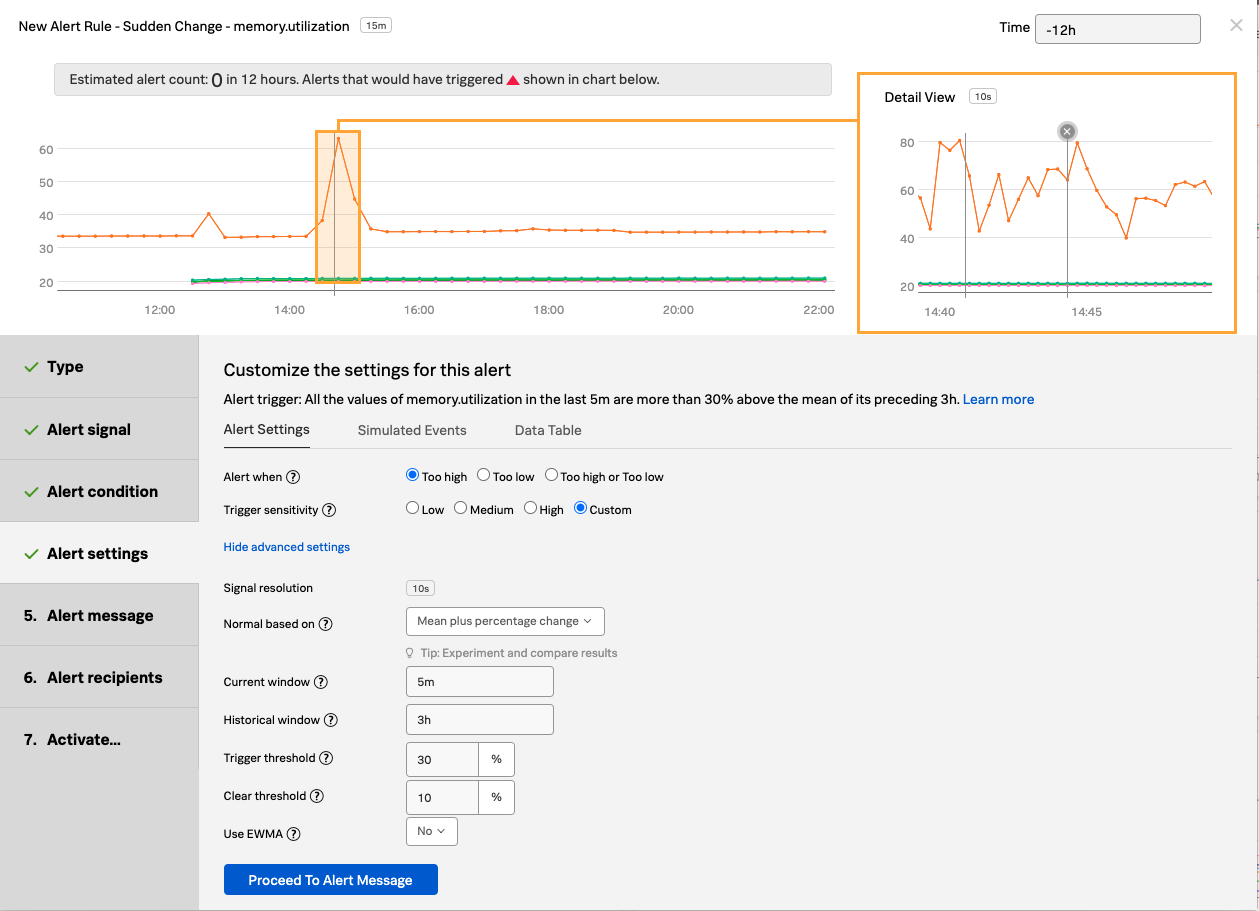 New Alert Rule - Sudden Change - memory.utilization 15m
Time -12h
Estimated alert count: 0 in 12 hours. Alerts that would have triggered shown in chart below.
60
50
40
30
20
12:00 14:00 16:00 18:00 20:00 22:00
Detail View 10s
80
60
40
20
14:40 14:45
Type
Alert signal
Alert condition
Alert settings
5. Alert message
6. Alert recipients
7. Activate...
Customize the settings for this alert
Alert trigger: All the values of memory.utilization in the last 5m are more than 30% above the mean of its preceding 3h. Learn more
Alert Settings Simulated Events Data Table
Alert when ? Too high Too low Too high or Too low
Trigger sensitivity ? Low Medium High Custom
Hide advanced settings
Signal resolution 10s
Normal based on ? Mean plus percentage change
Tip: Experiment and compare results
Current window ? 5m
Historical window ? 3h
Trigger threshold ? 30 %
Clear threshold ? 10 %
Use EWMA ? No
Proceed To Alert Message